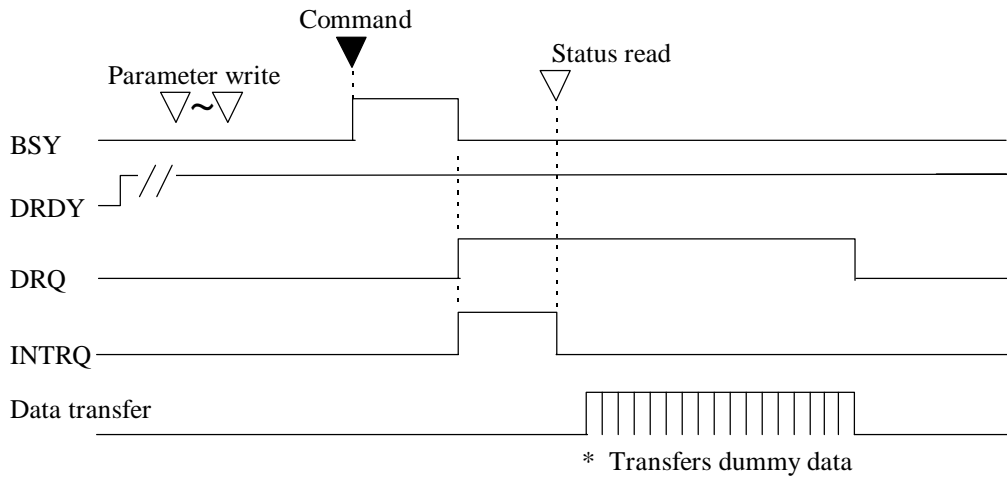 Command
Status read
Parameter write
~
BSY
DRDY
DRQ
INTRQ
Data transfer
* Transfers dummy data